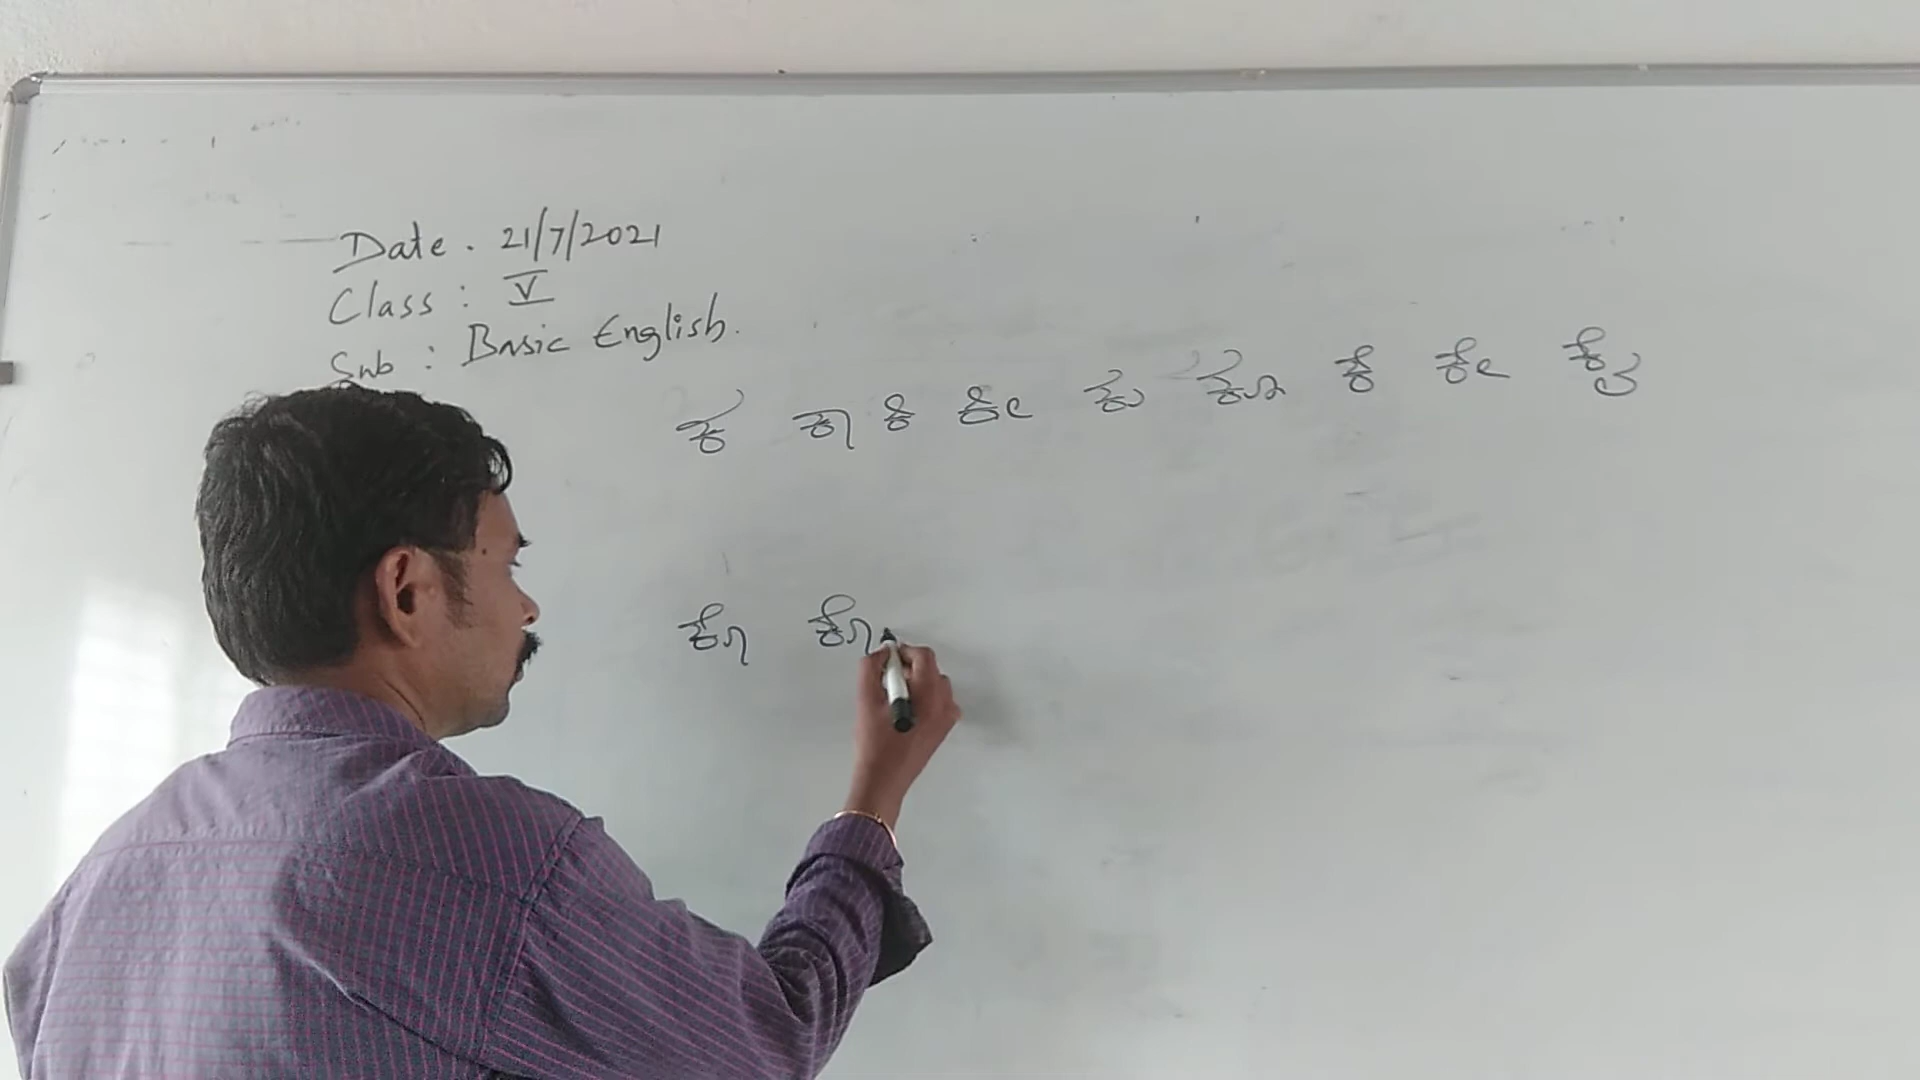 Date . 21/7/2021
Class : V
Sub : Basic English.
ಕ ಕಾ ಕಿ ಕೀ ಕು ಕೂ ಕೆ ಕೇ ಕೈ
ಕೊ ಕೊ